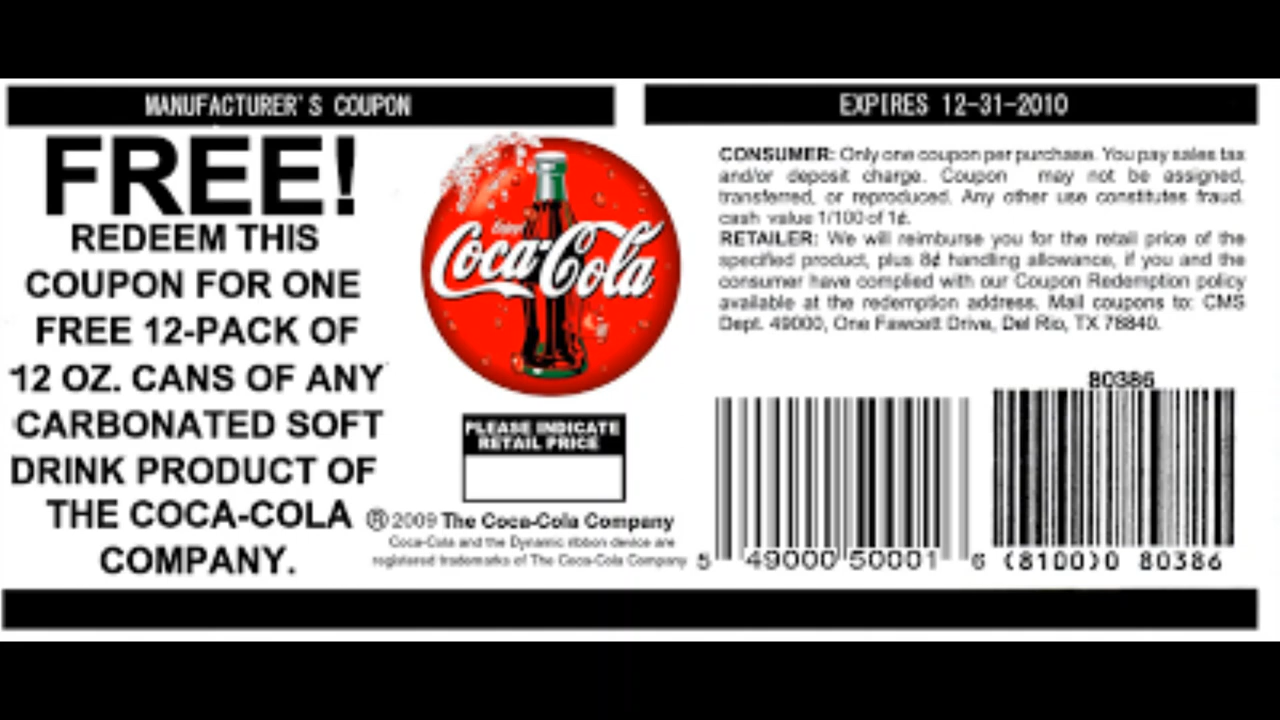 MANUFACTURER'S COUPON
FREE!
REDEEM THIS
COUPON FOR ONE
FREE 12-PACK OF
12 OZ. CANS OF ANY
CARBONATED SOFT
DRINK PRODUCT OF
THE COCA-COLA
COMPANY.
Enjoy
Coca-Cola
PLEASE INDICATE
RETAIL PRICE
® 2009 The Coca-Cola Company
Coca-Cola and the Dynamic ribbon device are
registered trademarks of The Coca-Cola Company
EXPIRES 12-31-2010
CONSUMER: Only one coupon per purchase. You pay sales tax
and/or deposit charge. Coupon may not be assigned,
transferred, or reproduced. Any other use constitutes fraud.
cash value 1/100 of 1¢.
RETAILER: We will reimburse you for the retail price of the
specified product, plus 8¢ handling allowance, if you and the
consumer have complied with our Coupon Redemption policy
available at the redemption address. Mail coupons to: CMS
Dept. 49000, One Fawcett Drive, Del Rio, TX 78840.
80386
5 49000 50001 6 (8100)0 80386